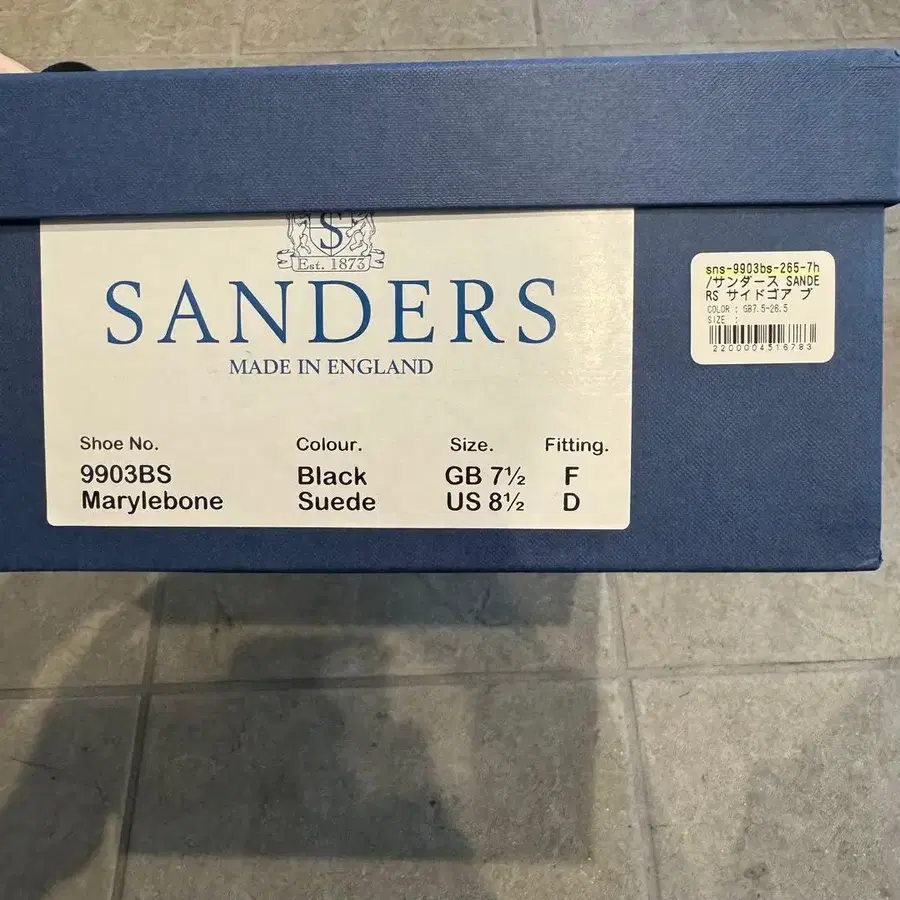 S
Est. 1873
SANDERS
MADE IN ENGLAND
Shoe No. Colour. Size. Fitting.
9903BS Black GB 7½ F
Marylebone Suede US 8½ D
sns-9903bs-265-7h
/サンダース SANDE
RS サイドゴア ブ
COLOR : GB7.5-26.5
SIZE :
2200004516783